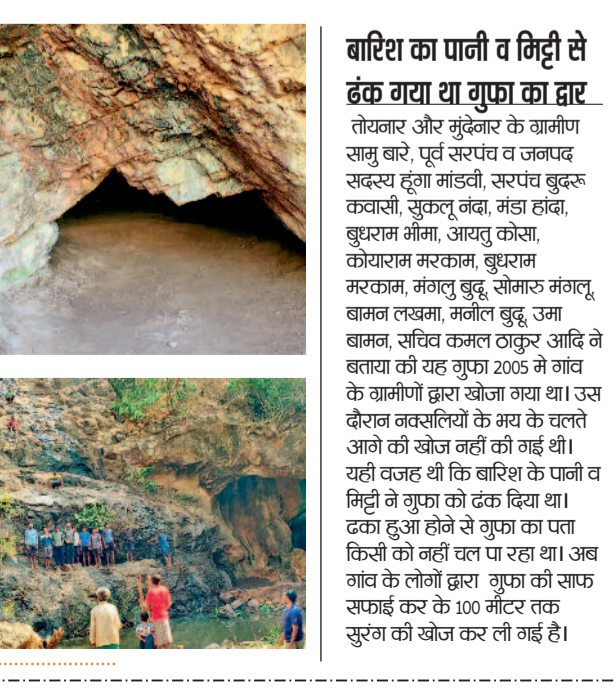 बारिश का पानी व मिट्टी से
ढंक गया था गुफा का द्वार
तोयनार और मुंदेनार के ग्रामीण
सामु बारे, पूर्व सरपंच व जनपद
सदस्य हूंगा मांडवी, सरपंच बुदरू
कवासी, सुकलू नंदा, मंडा हांदा,
बुधराम भीमा, आयतु कोसा,
कोयाराम मरकाम, बुधराम
मरकाम, मंगलु बुदू, सोमारु मंगलू,
बामन लखमा, मनील बुदू, उमा
बामन, सचिव कमल ठाकुर आदि ने
बताया की यह गुफा 2005 मे गांव
के ग्रामीणों द्वारा खोजा गया था। उस
दौरान नक्सलियों के भय के चलते
आगे की खोज नहीं की गई थी।
यही वजह थी कि बारिश के पानी व
मिट्टी ने गुफा को ढंक दिया था।
ढका हुआ होने से गुफा का पता
किसी को नहीं चल पा रहा था। अब
गांव के लोगों द्वारा गुफा की साफ
सफाई कर के 100 मीटर तक
सुरंग की खोज कर ली गई है।